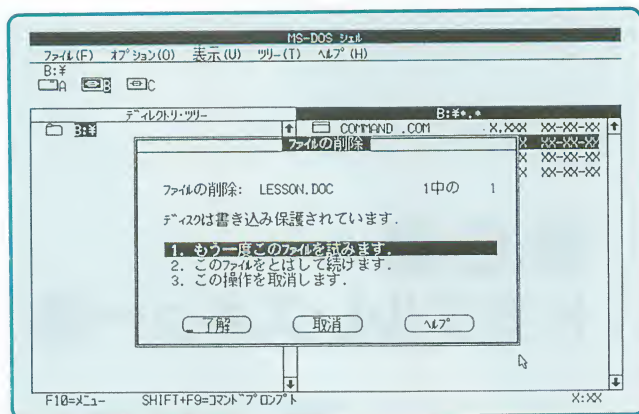 MS-DOS シェル
ファイル(F) オプション(O) 表示(U) ツリー(T) ヘルプ(H)
B:¥
A B C
ディレクトリ・ツリー B:¥*.*
B:¥ COMMAND .COM X,XXX XX-XX-XX
ファイルの削除 X XX-XX-XX
X XX-XX-XX
X XX-XX-XX
ファイルの削除: LESSON.DOC 1中の 1
ディスクは書き込み保護されています.
1. もう一度このファイルを試みます.
2. このファイルをとばして続けます.
3. この操作を取消します.
了解 取消 ヘルプ
F10=メニュー SHIFT+F9=コマンドプロンプト X:XX